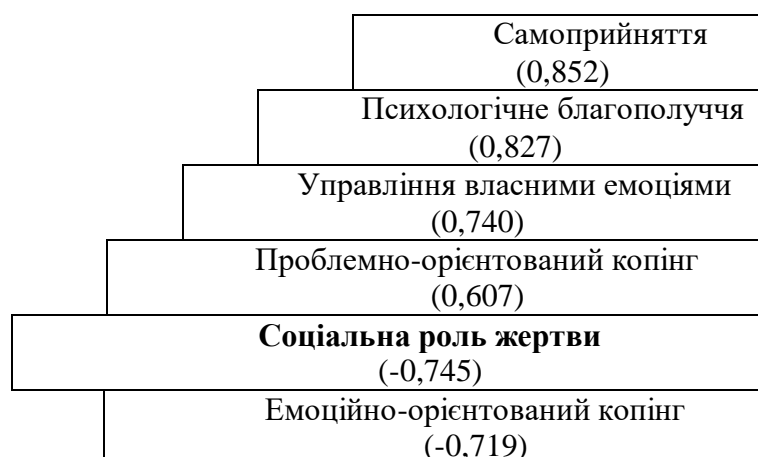 Самоприйняття
(0,852)
Психологічне благополуччя
(0,827)
Управління власними емоціями
(0,740)
Проблемно-орієнтований копінг
(0,607)
Соціальна роль жертви
(-0,745)
Емоційно-орієнтований копінг
(-0,719)